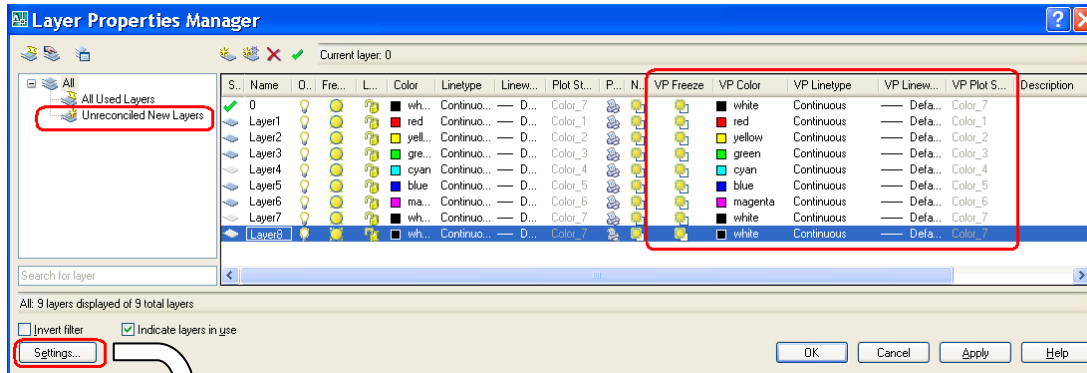 Layer Properties Manager
Current layer: 0
All
All Used Layers
Unreconciled New Layers
S.. Name O.. Fre... L... Color Linetype Linew... Plot St... P... N.. VP Freeze VP Color VP Linetype VP Linew... VP Plot S... Description
0 wh... Continuo... D... Color_7 white Continuous Defa... Color_7
Layer1 red Continuo... D... Color_1 red Continuous Defa... Color_1
Layer2 yell... Continuo... D... Color_2 yellow Continuous Defa... Color_2
Layer3 gre... Continuo... D... Color_3 green Continuous Defa... Color_3
Layer4 cyan Continuo... D... Color_4 cyan Continuous Defa... Color_4
Layer5 blue Continuo... D... Color_5 blue Continuous Defa... Color_5
Layer6 ma... Continuo... D... Color_6 magenta Continuous Defa... Color_6
Layer7 wh... Continuo... D... Color_7 white Continuous Defa... Color_7
Layer8 wh... Continuo... D... Color_7 white Continuous Defa... Color_7
Search for layer
All: 9 layers displayed of 9 total layers
Invert filter Indicate layers in use
Settings... OK Cancel Apply Help